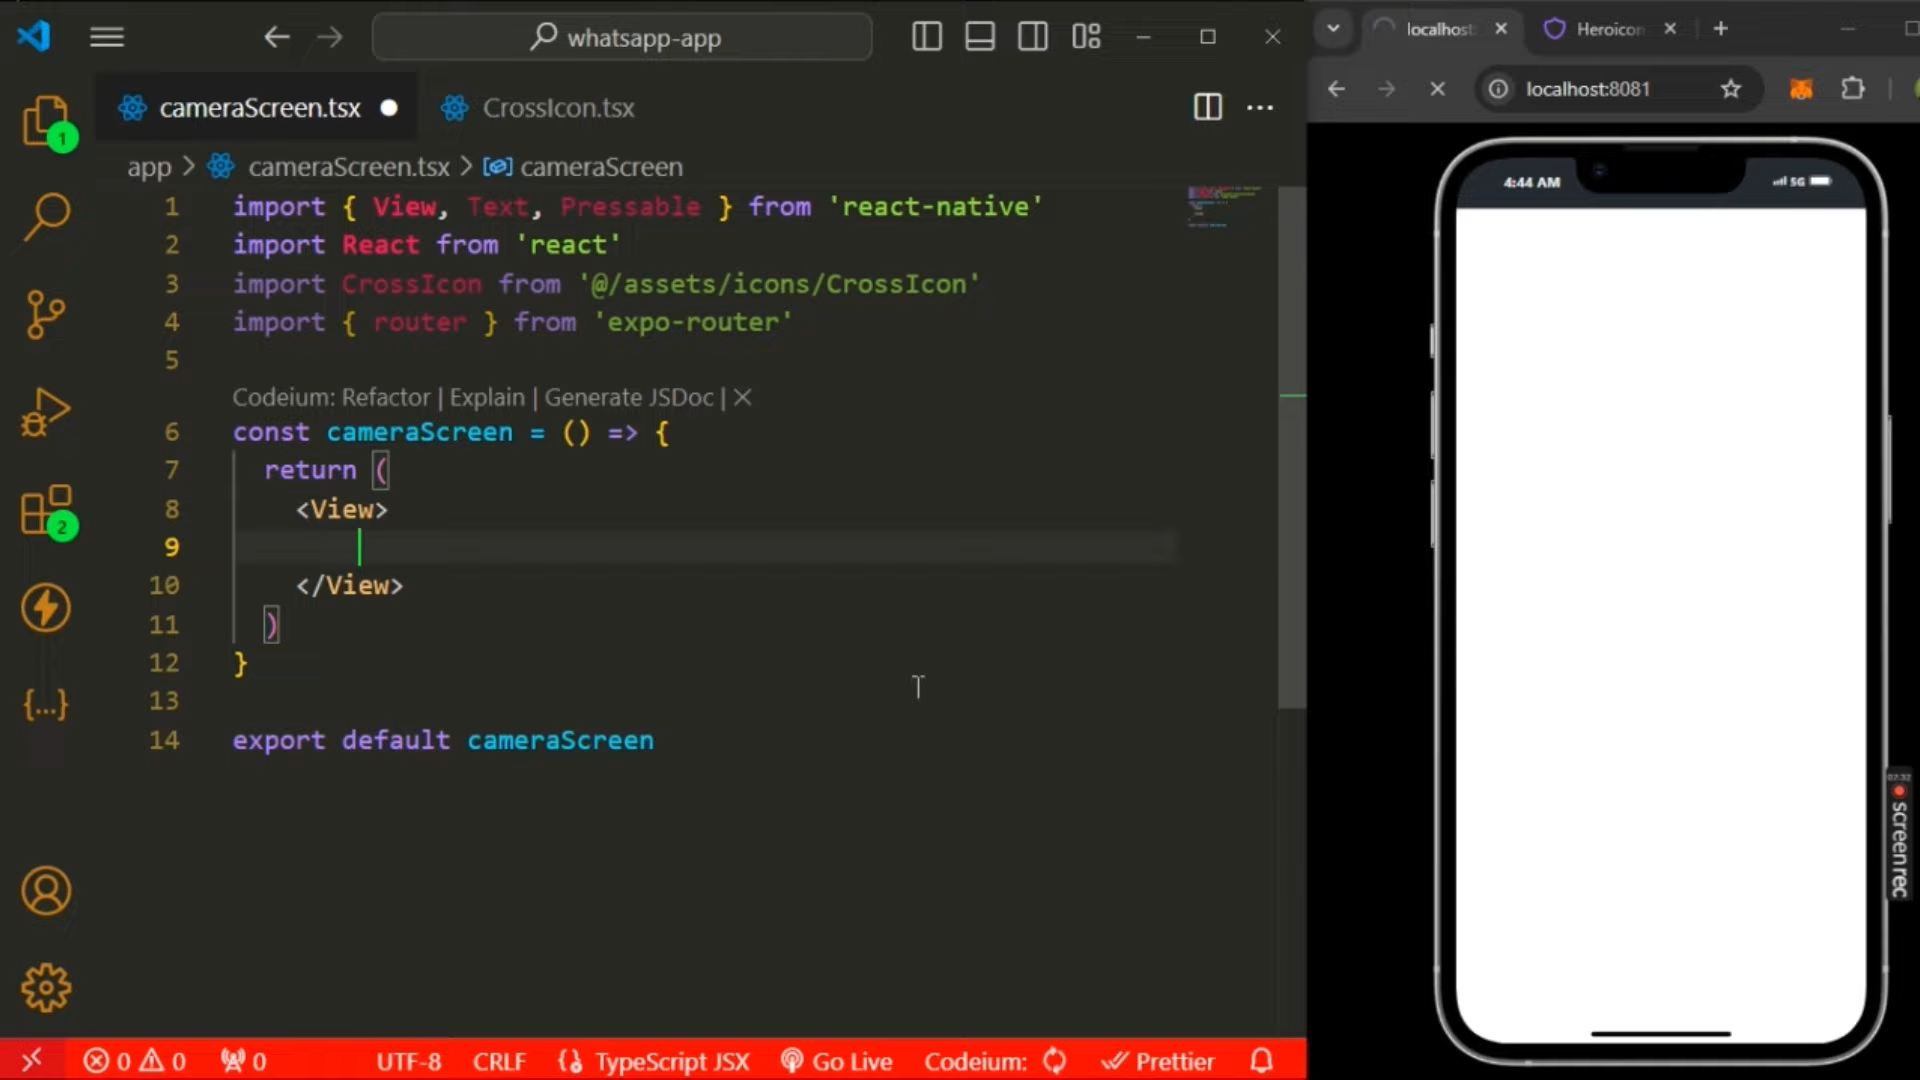 whatsapp-app
cameraScreen.tsx
CrossIcon.tsx
app > cameraScreen.tsx > cameraScreen
1 import { View, Text, Pressable } from 'react-native'
2 import React from 'react'
3 import CrossIcon from '@/assets/icons/CrossIcon'
4 import { router } from 'expo-router'
5
Codeium: Refactor | Explain | Generate JSDoc | ×
6 const cameraScreen = () => {
7 return (
8 <View>
9
10 </View>
11 )
12 }
13
14 export default cameraScreen
1
2
{...}
0 0 0 UTF-8 CRLF TypeScript JSX Go Live Codeium: Prettier
localhost
Heroicon
localhost:8081
4:44 AM
5G
07:32
screenrec